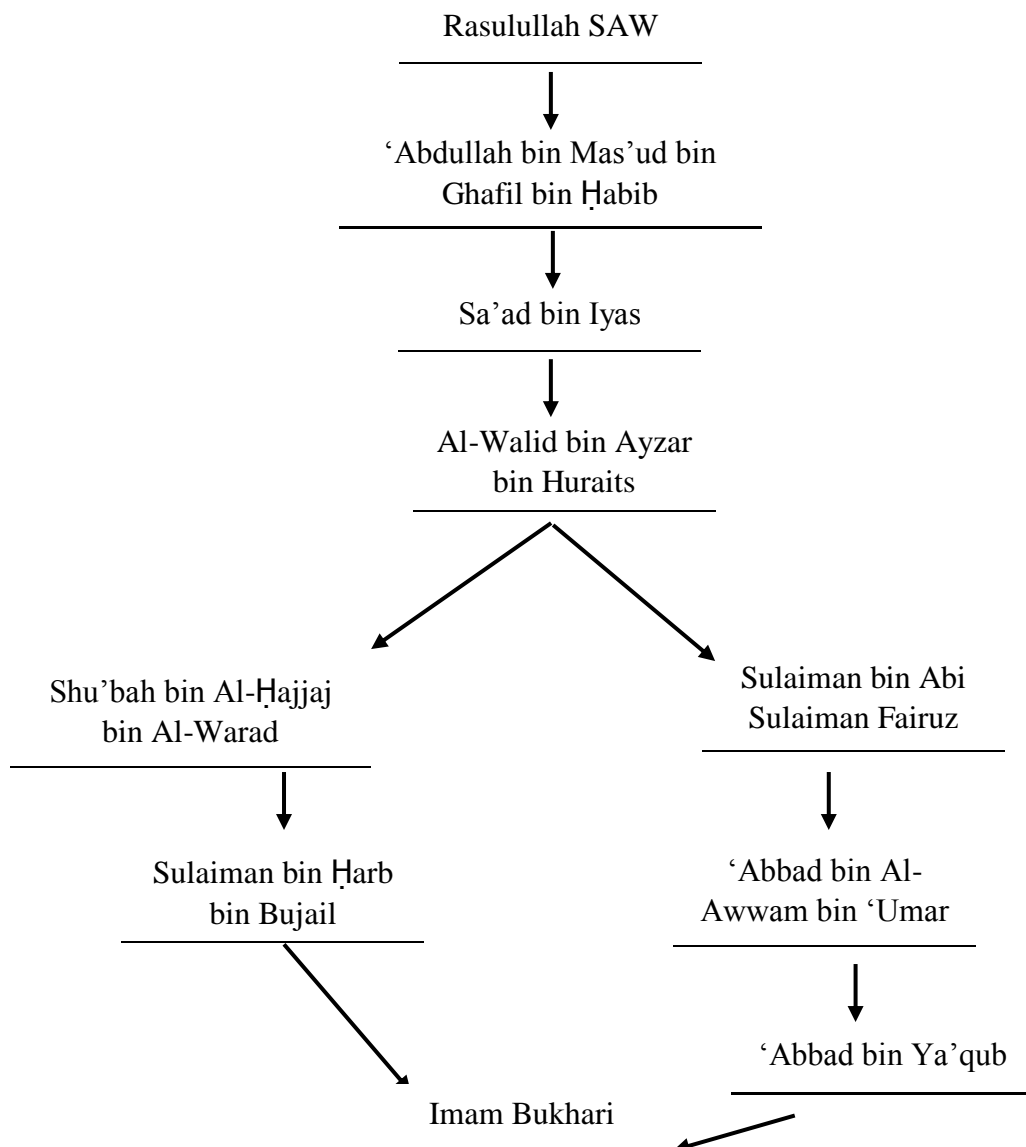 Rasulullah SAW
‘Abdullah bin Mas’ud bin
Ghafil bin Ḥabib
Sa’ad bin Iyas
Al-Walid bin Ayzar
bin Huraits
Shu’bah bin Al-Ḥajjaj
bin Al-Warad
Sulaiman bin Abi
Sulaiman Fairuz
Sulaiman bin Ḥarb
bin Bujail
‘Abbad bin Al-
Awwam bin ‘Umar
‘Abbad bin Ya’qub
Imam Bukhari